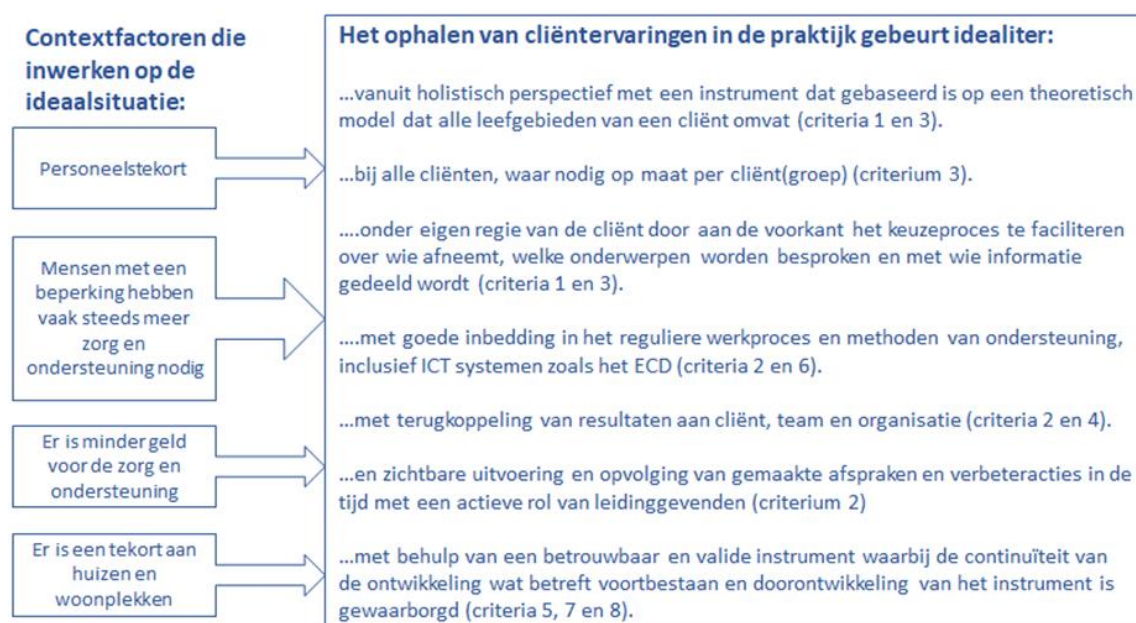 Contextfactoren die
inwerken op de
ideaalsituatie:
Personeelstekort
Mensen met een
beperking hebben
vaak steeds meer
zorg en
ondersteuning nodig
Er is minder geld
voor de zorg en
ondersteuning
Er is een tekort aan
huizen en
woonplekken
Het ophalen van cliëntervaringen in de praktijk gebeurt idealiter:
...vanuit holistisch perspectief met een instrument dat gebaseerd is op een theoretisch
model dat alle leefgebieden van een cliënt omvat (criteria 1 en 3).
...bij alle cliënten, waar nodig op maat per cliënt(groep) (criterium 3).
....onder eigen regie van de cliënt door aan de voorkant het keuzeproces te faciliteren
over wie afneemt, welke onderwerpen worden besproken en met wie informatie
gedeeld wordt (criteria 1 en 3).
....met goede inbedding in het reguliere werkproces en methoden van ondersteuning,
inclusief ICT systemen zoals het ECD (criteria 2 en 6).
...met terugkoppeling van resultaten aan cliënt, team en organisatie (criteria 2 en 4).
...en zichtbare uitvoering en opvolging van gemaakte afspraken en verbeteracties in de
tijd met een actieve rol van leidinggevenden (criterium 2)
...met behulp van een betrouwbaar en valide instrument waarbij de continuïteit van
de ontwikkeling wat betreft voortbestaan en doorontwikkeling van het instrument is
gewaarborgd (criteria 5, 7 en 8).